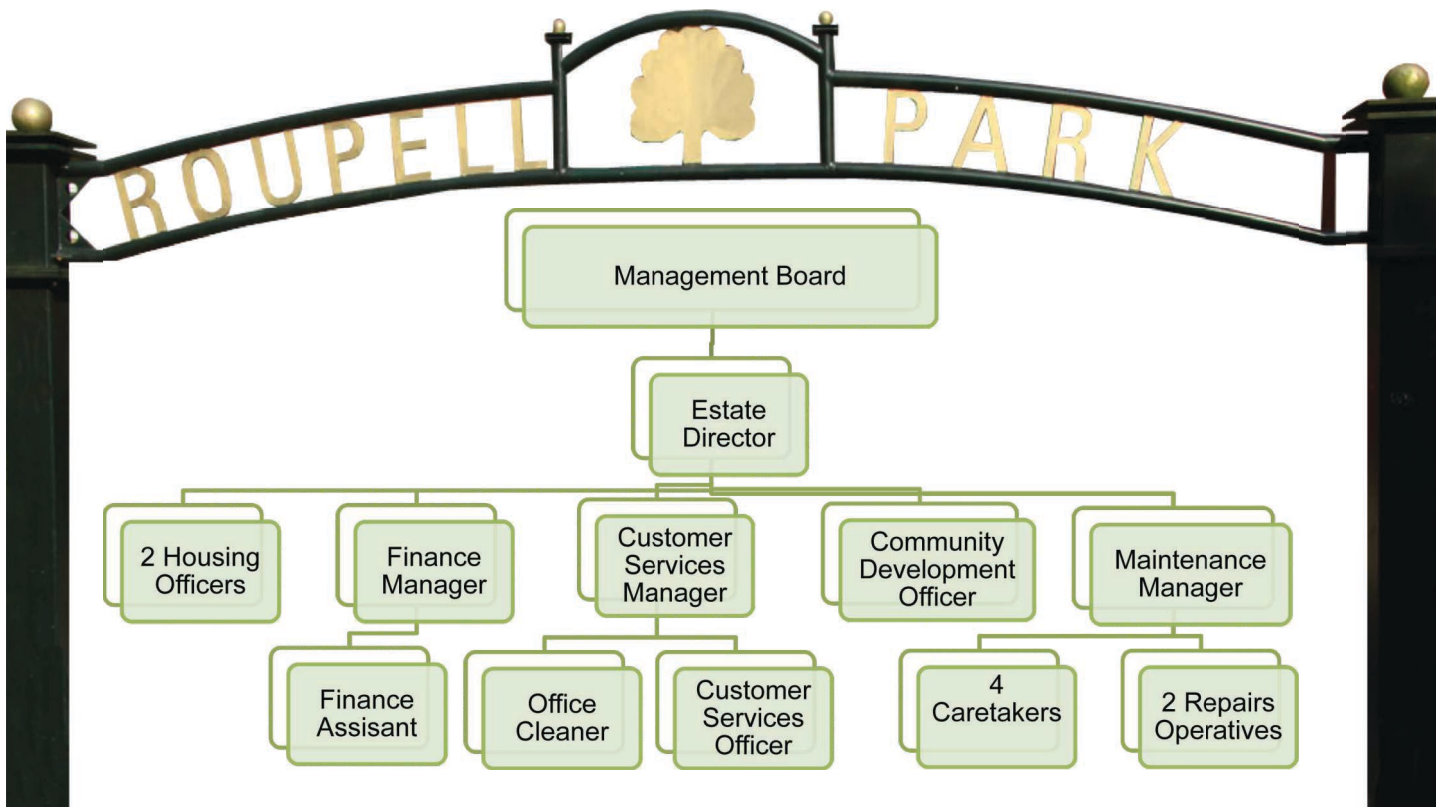 ROUPELL PARK
Management Board
Estate
Director
2 Housing
Officers
Finance
Manager
Customer
Services
Manager
Community
Development
Officer
Maintenance
Manager
Finance
Assisant
Office
Cleaner
Customer
Services
Officer
4
Caretakers
2 Repairs
Operatives